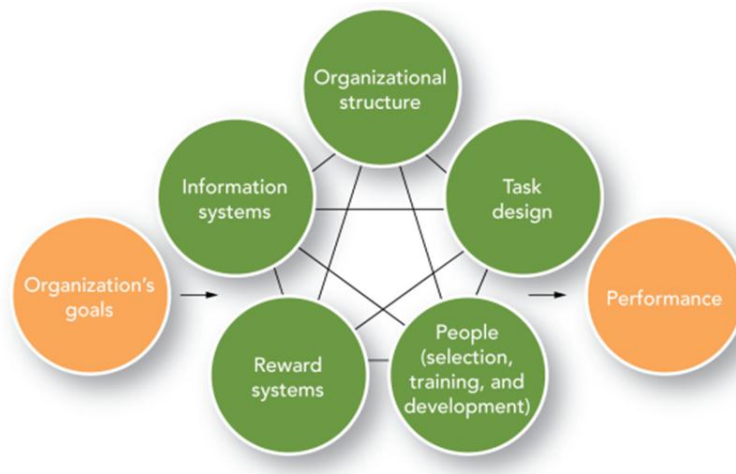 Organizational
structure
Information
systems
Task
design
Organization's
goals
Performance
Reward
systems
People
(selection,
training, and
development)